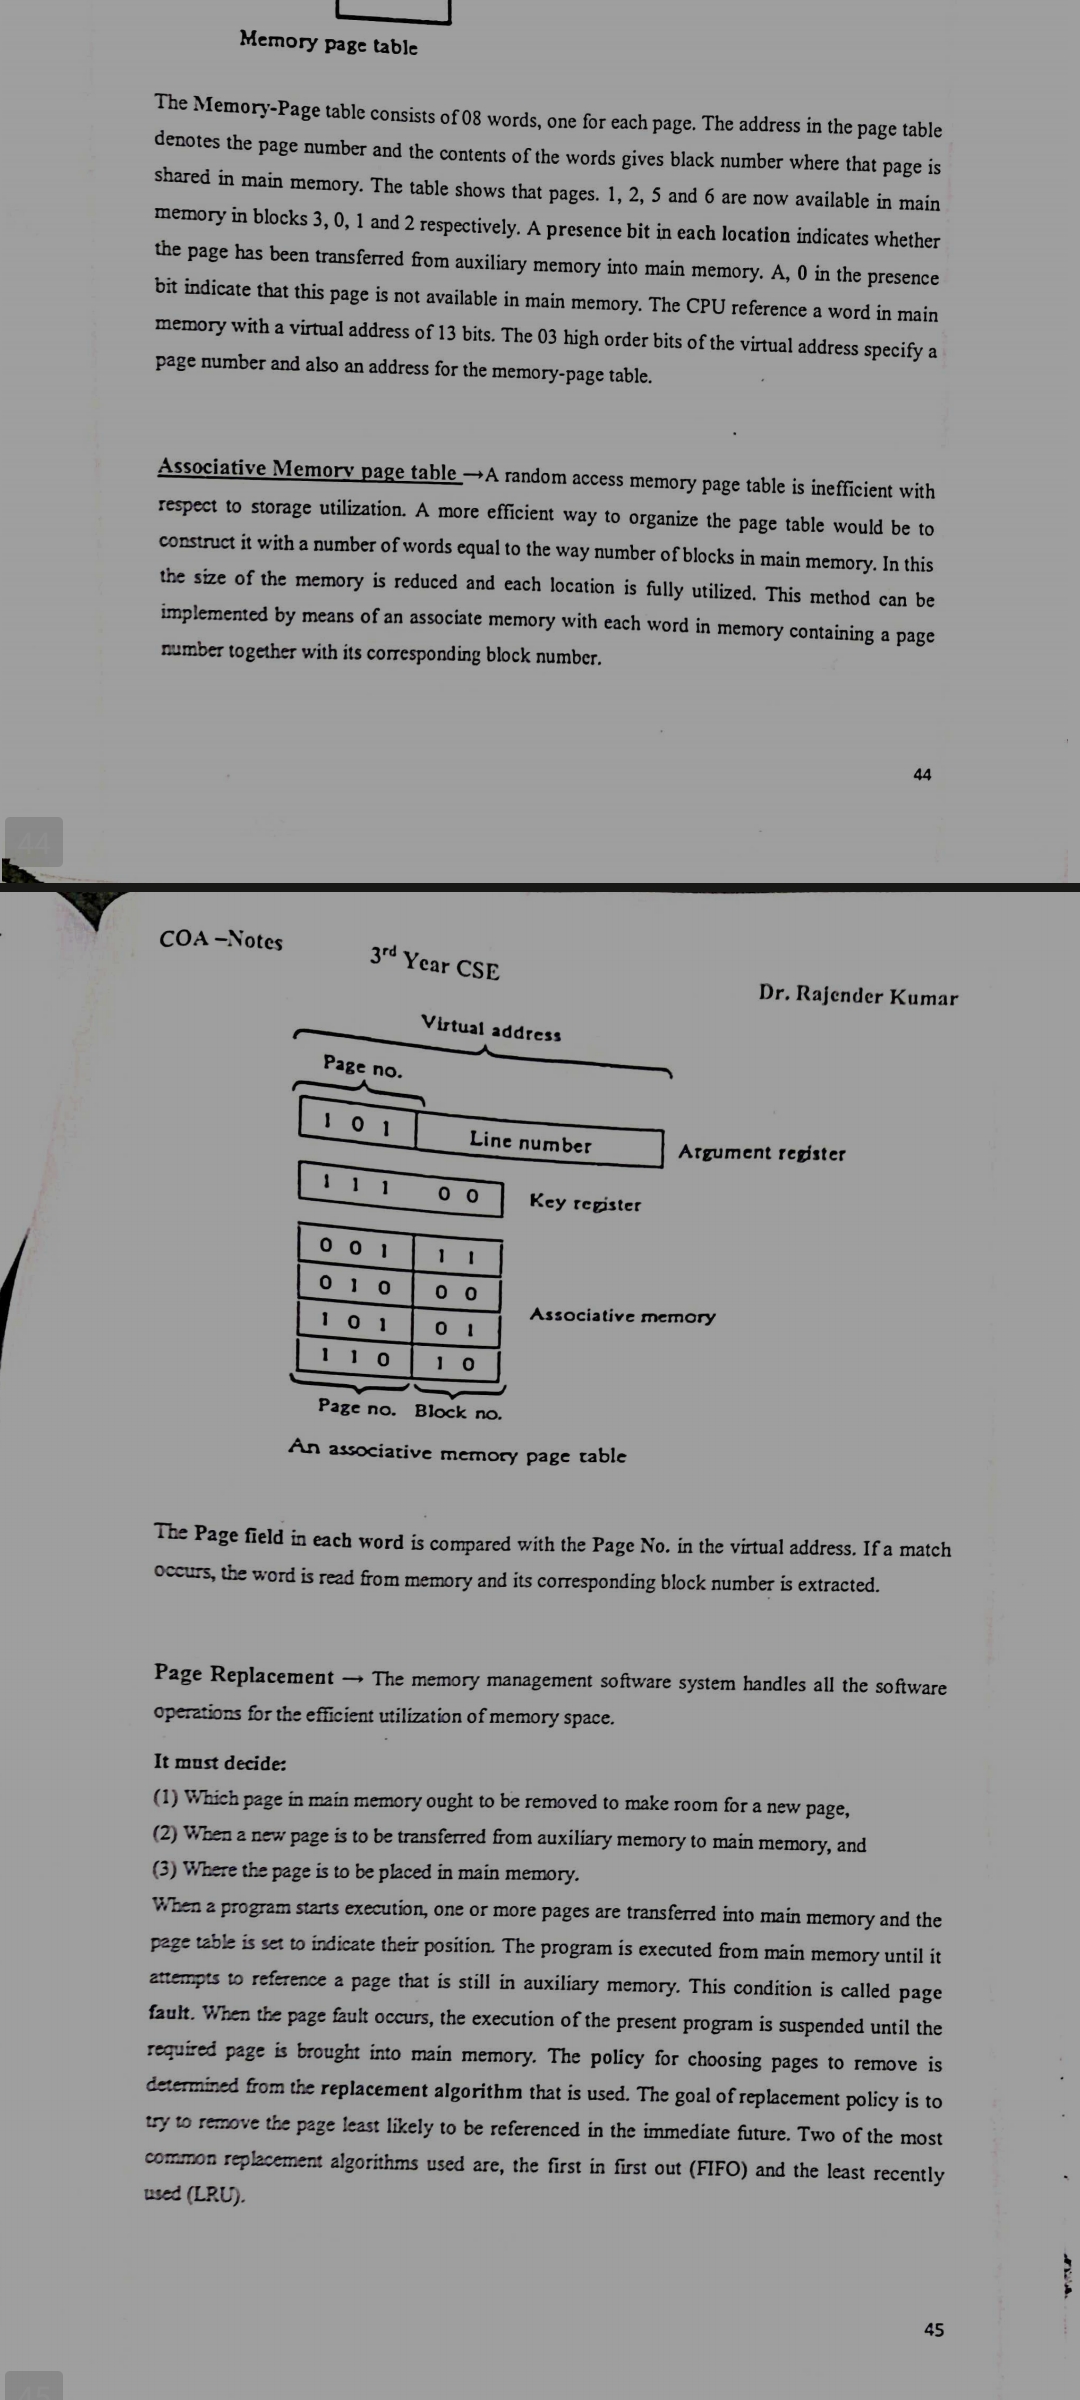 Memory page table
The Memory-Page table consists of 08 words, one for each page. The address in the page table
denotes the page number and the contents of the words gives black number where that page is
shared in main memory. The table shows that pages. 1, 2, 5 and 6 are now available in main
memory in blocks 3, 0, 1 and 2 respectively. A presence bit in each location indicates whether
the page has been transferred from auxiliary memory into main memory. A, 0 in the presence
bit indicate that this page is not available in main memory. The CPU reference a word in main
memory with a virtual address of 13 bits. The 03 high order bits of the virtual address specify a
page number and also an address for the memory-page table.
Associative Memory page table →A random access memory page table is inefficient with
respect to storage utilization. A more efficient way to organize the page table would be to
construct it with a number of words equal to the way number of blocks in main memory. In this
the size of the memory is reduced and each location is fully utilized. This method can be
implemented by means of an associate memory with each word in memory containing a page
number together with its corresponding block number.
44
44
COA –Notes 3rd Year CSE Dr. Rajender Kumar
Virtual address
Page no.
1 0 1 Line number Argument register
1 1 1 0 0 Key register
0 0 1 1 1
0 1 0 0 0
1 0 1 0 1 Associative memory
1 1 0 1 0
Page no. Block no.
An associative memory page table
The Page field in each word is compared with the Page No. in the virtual address. If a match
occurs, the word is read from memory and its corresponding block number is extracted.
Page Replacement → The memory management software system handles all the software
operations for the efficient utilization of memory space.
It must decide:
(1) Which page in main memory ought to be removed to make room for a new page,
(2) When a new page is to be transferred from auxiliary memory to main memory, and
(3) Where the page is to be placed in main memory.
When a program starts execution, one or more pages are transferred into main memory and the
page table is set to indicate their position. The program is executed from main memory until it
attempts to reference a page that is still in auxiliary memory. This condition is called page
fault. When the page fault occurs, the execution of the present program is suspended until the
required page is brought into main memory. The policy for choosing pages to remove is
determined from the replacement algorithm that is used. The goal of replacement policy is to
try to remove the page least likely to be referenced in the immediate future. Two of the most
common replacement algorithms used are, the first in first out (FIFO) and the least recently
used (LRU).
45
45